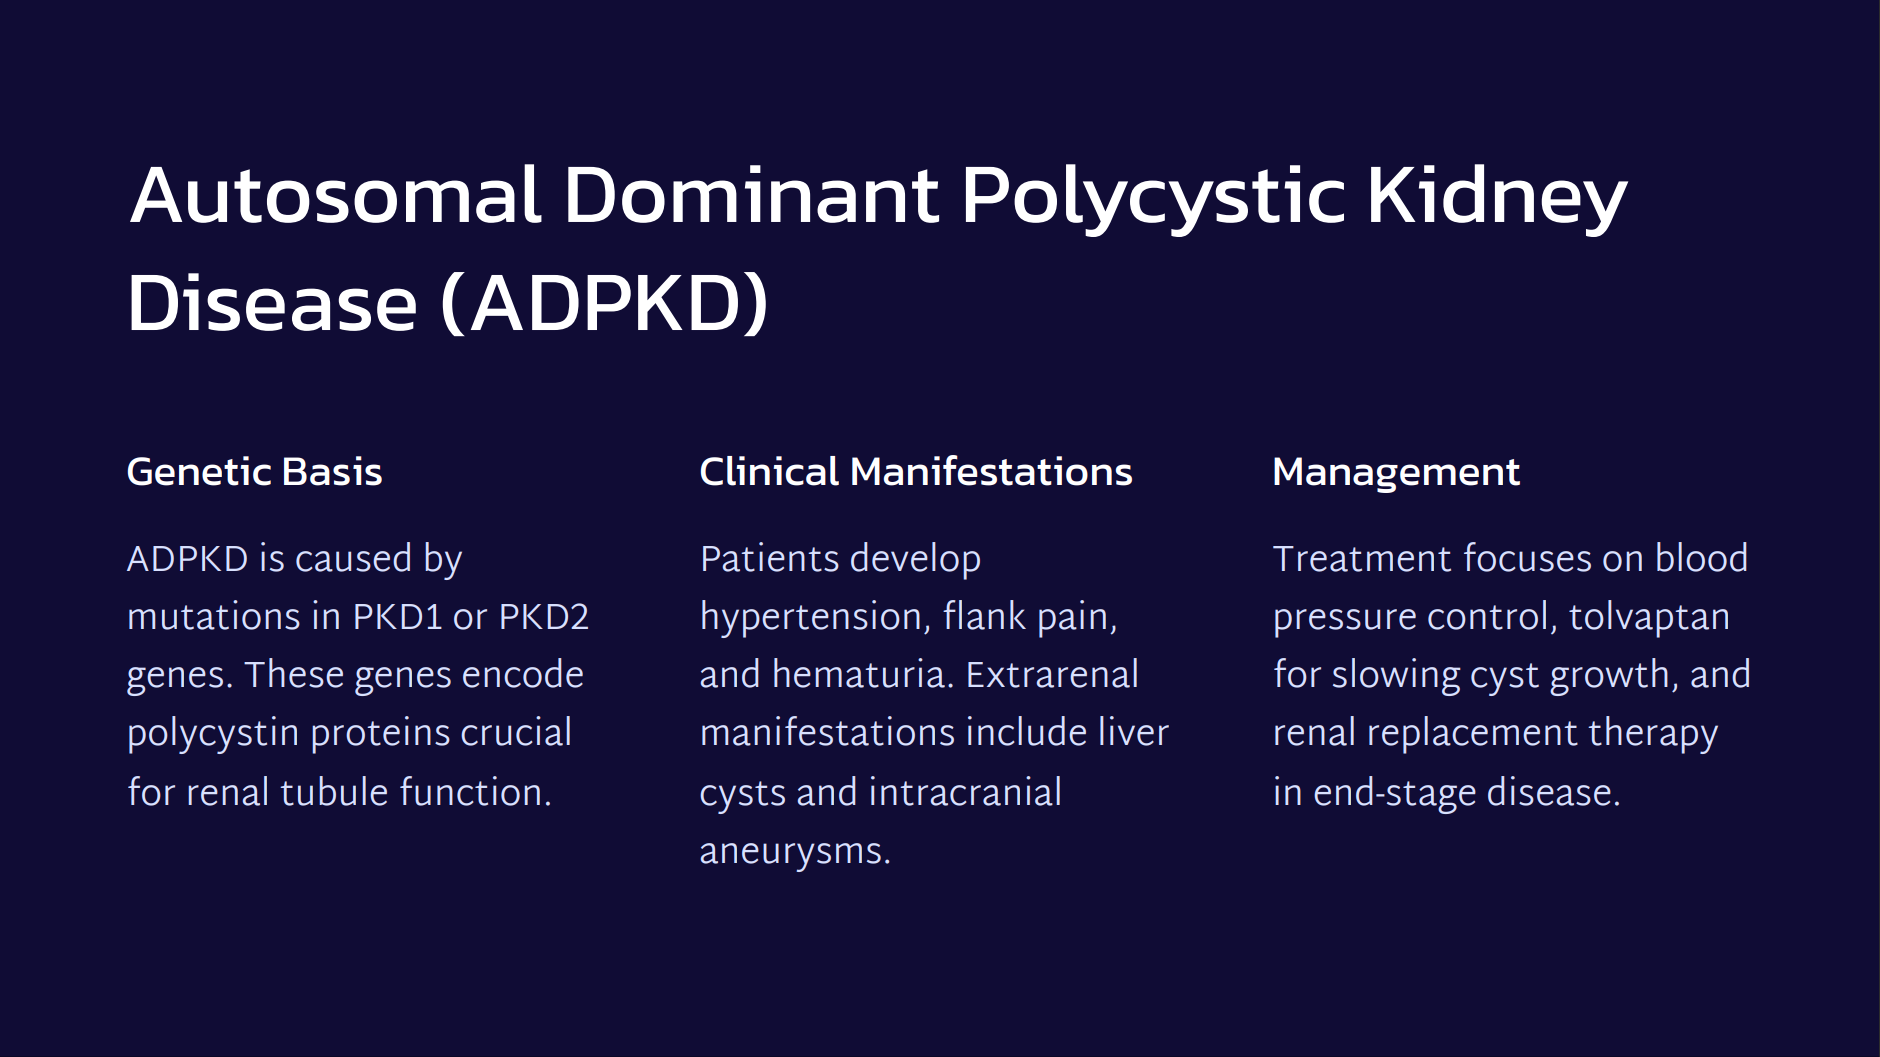 Autosomal Dominant Polycystic Kidney
Disease (ADPKD)
Genetic Basis
ADPKD is caused by
mutations in PKD1 or PKD2
genes. These genes encode
polycystin proteins crucial
for renal tubule function.
Clinical Manifestations
Patients develop
hypertension, flank pain,
and hematuria. Extrarenal
manifestations include liver
cysts and intracranial
aneurysms.
Management
Treatment focuses on blood
pressure control, tolvaptan
for slowing cyst growth, and
renal replacement therapy
in end-stage disease.